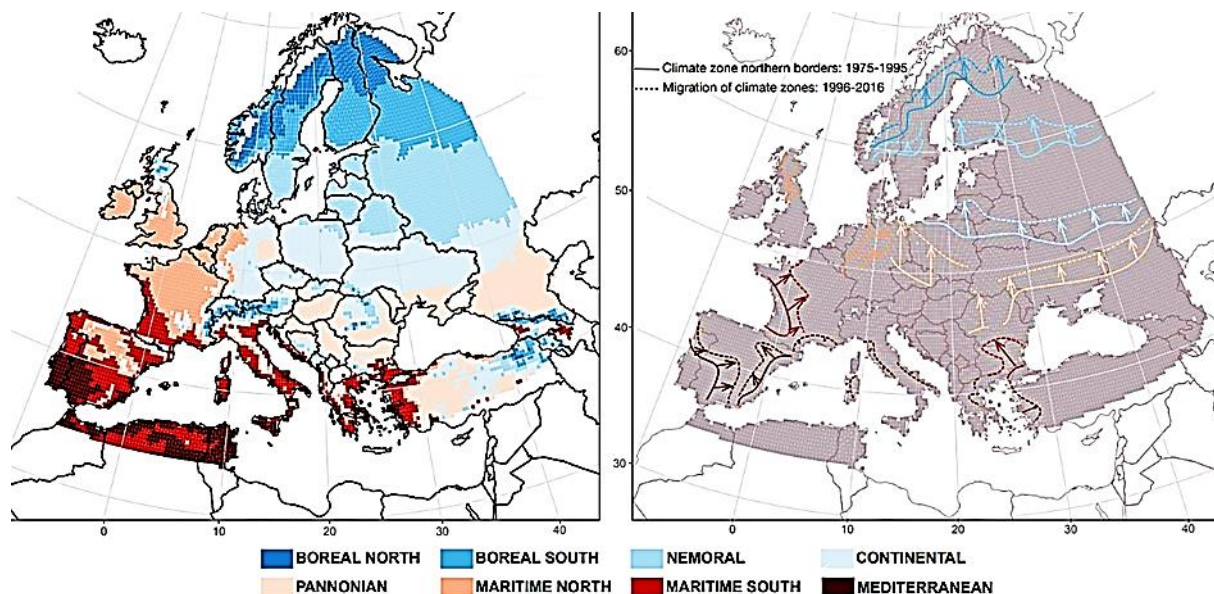 Climate zone northern borders: 1975-1995
Migration of climate zones: 1996-2016
60
50
40
30
0 10 20 30 40
0 10 20 30 40
BOREAL NORTH BOREAL SOUTH NEMORAL CONTINENTAL
PANNONIAN MARITIME NORTH MARITIME SOUTH MEDITERRANEAN